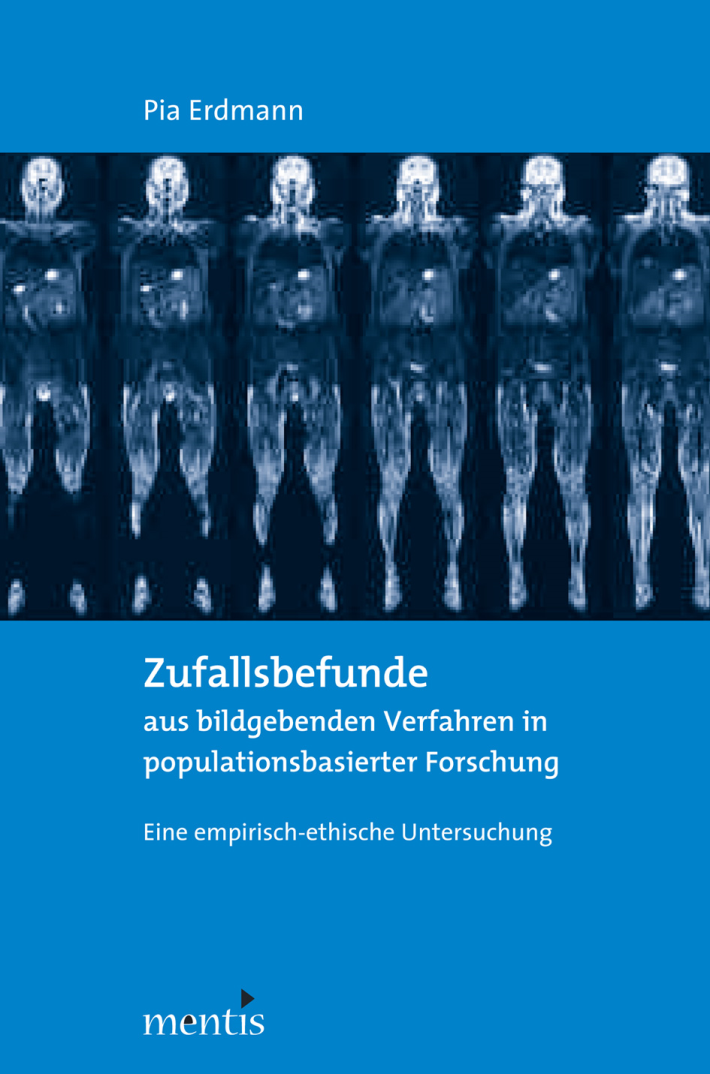 Pia Erdmann
Zufallsbefunde
aus bildgebenden Verfahren in
populationsbasierter Forschung
Eine empirisch-ethische Untersuchung
mentis